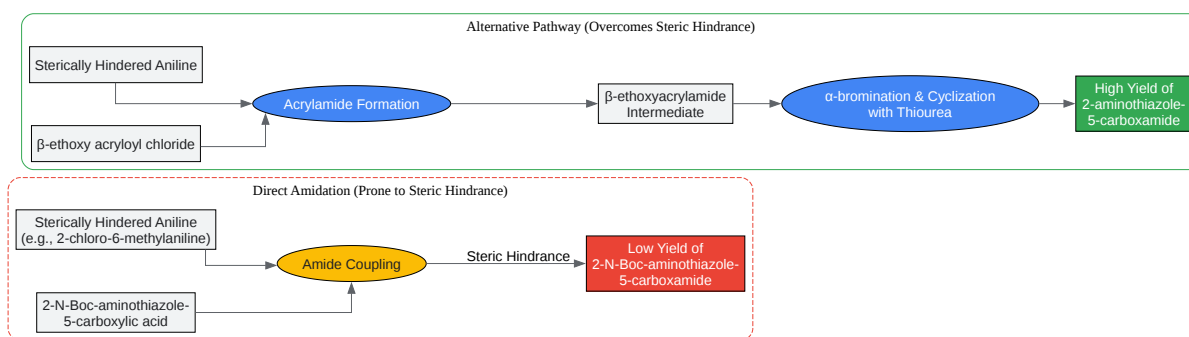 Alternative Pathway (Overcomes Steric Hindrance)
Sterically Hindered Aniline
β-ethoxy acryloyl chloride
Acrylamide Formation
β-ethoxyacrylamide
Intermediate
α-bromination & Cyclization
with Thiourea
High Yield of
2-aminothiazole-
5-carboxamide
Direct Amidation (Prone to Steric Hindrance)
Sterically Hindered Aniline
(e.g., 2-chloro-6-methylaniline)
2-N-Boc-aminothiazole-
5-carboxylic acid
Amide Coupling
Steric Hindrance
Low Yield of
2-N-Boc-aminothiazole-
5-carboxamide